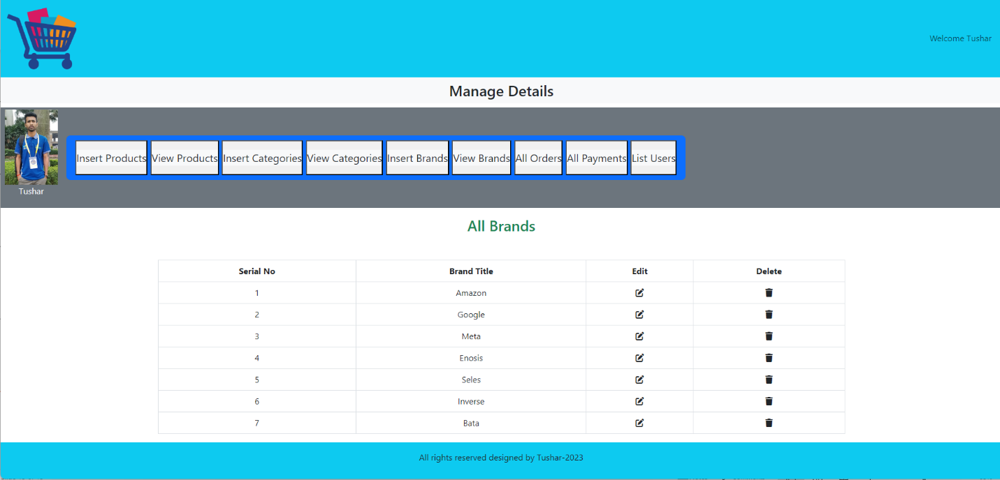 Welcome Tushar
Manage Details
Insert Products View Products Insert Categories View Categories Insert Brands View Brands All Orders All Payments List Users
Tushar
All Brands
Serial No Brand Title Edit Delete
1 Amazon
2 Google
3 Meta
4 Enosis
5 Seles
6 Inverse
7 Bata
All rights reserved designed by Tushar-2023